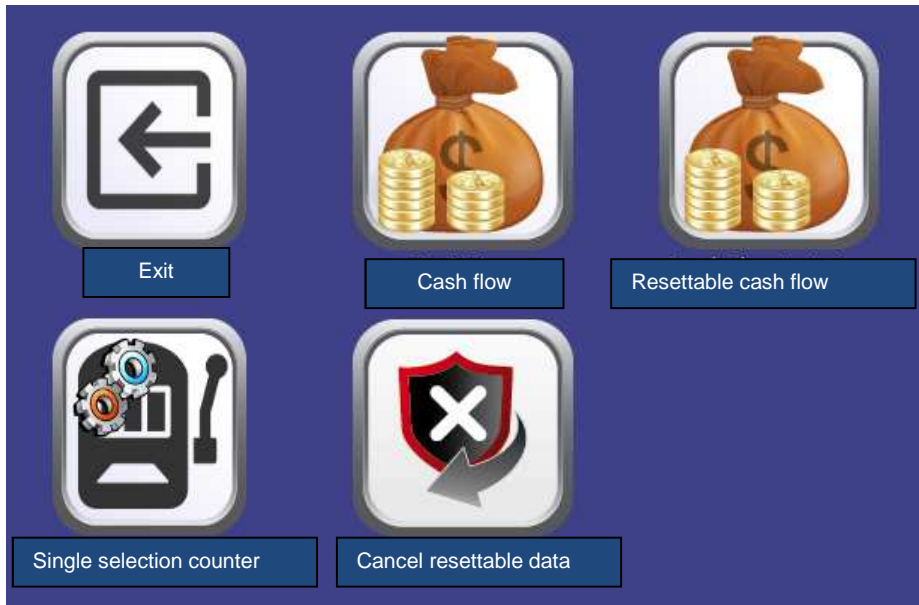 Exit
Cash flow
Resettable cash flow
Single selection counter
Cancel resettable data